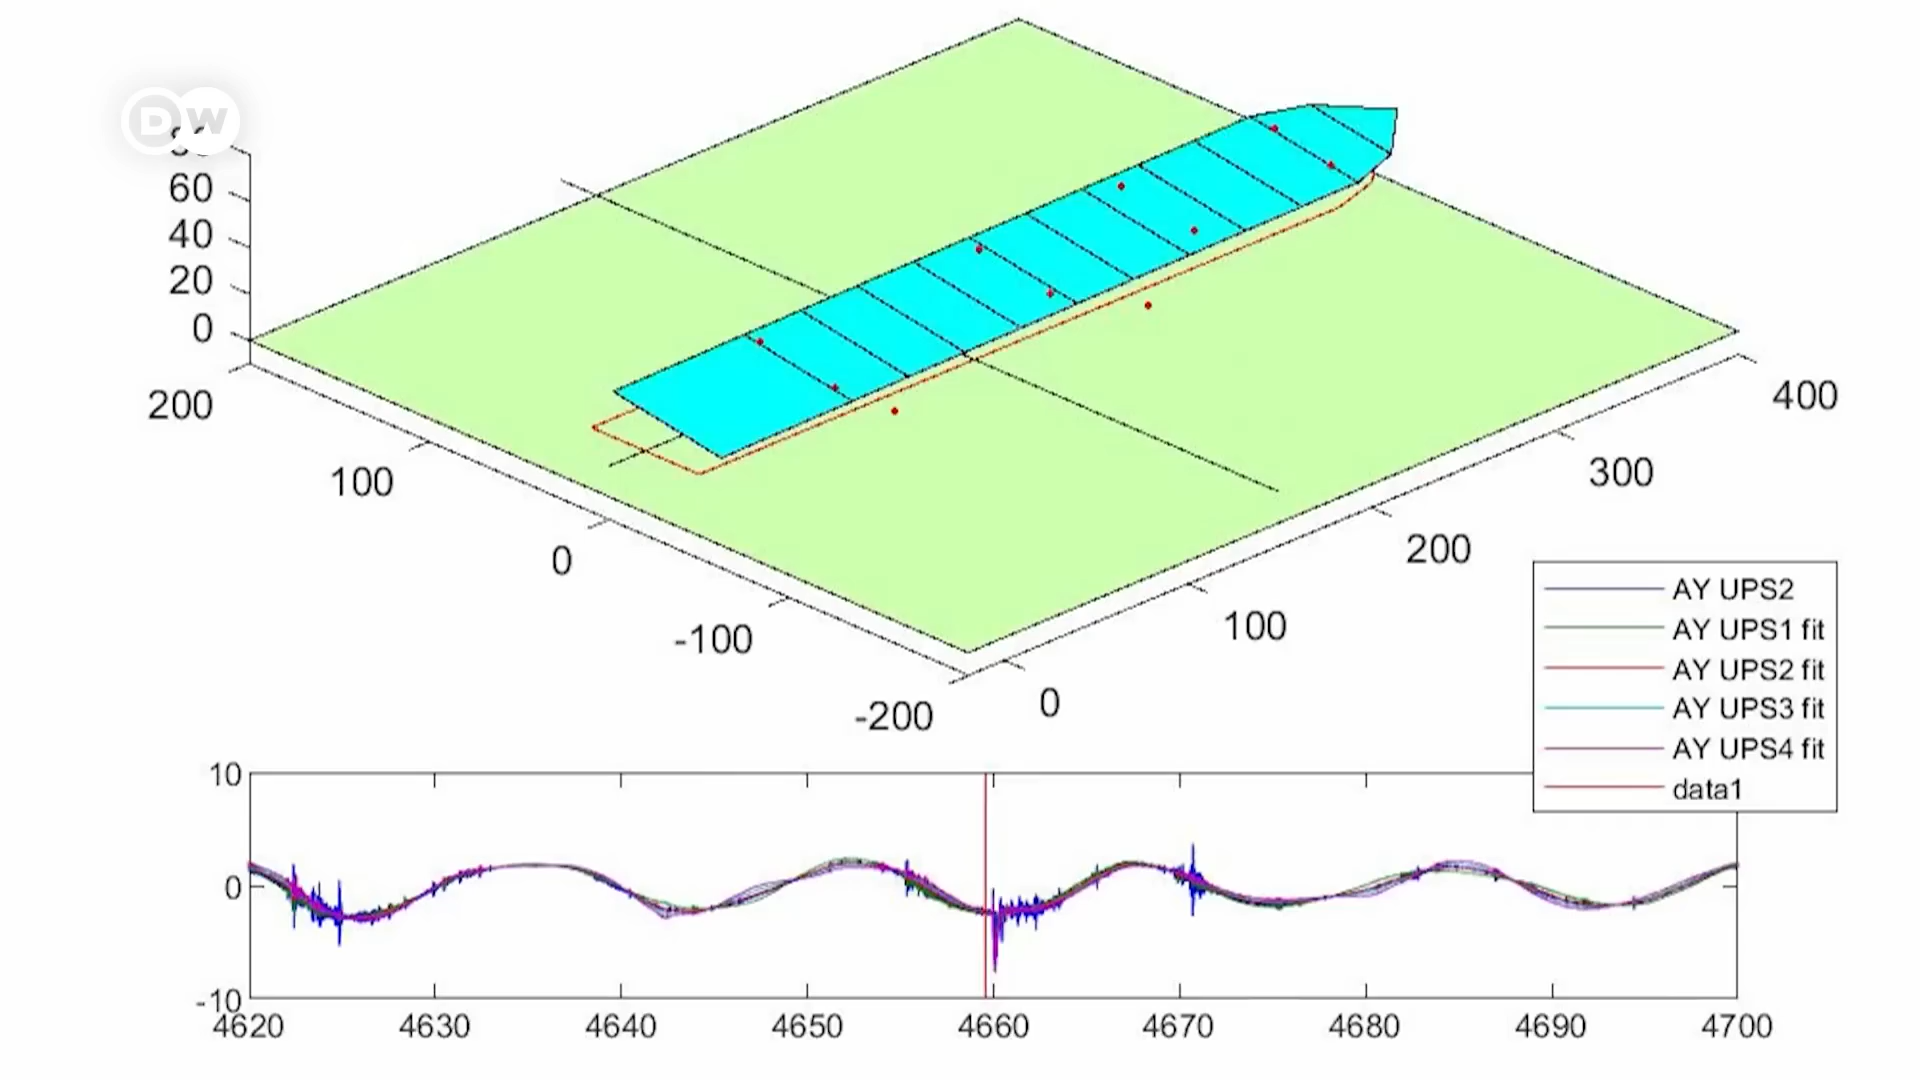 DW
60
40
20
0
200
100
0
-100
-200
0
100
200
300
400
AY UPS2
AY UPS1 fit
AY UPS2 fit
AY UPS3 fit
AY UPS4 fit
data1
10
0
-10
4620 4630 4640 4650 4660 4670 4680 4690 4700